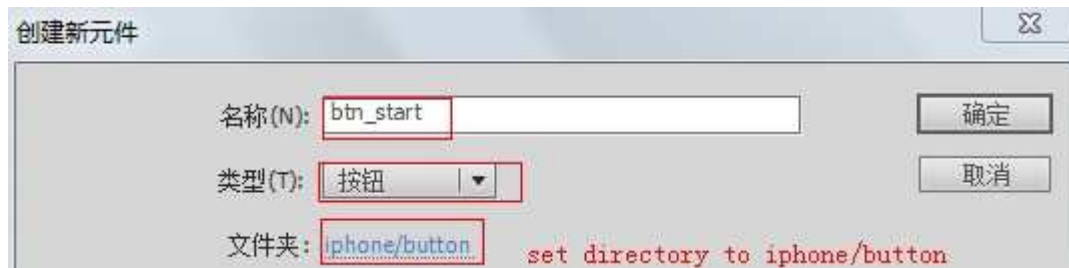 创建新元件
名称(N): btn_start 确定
类型(T): 按钮 取消
文件夹: iphone/button set directory to iphone/button